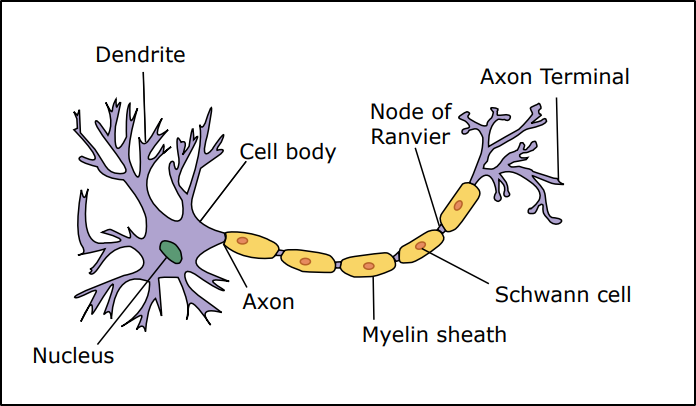 Dendrite
Axon Terminal
Node of
Ranvier
Cell body
Schwann cell
Axon
Myelin sheath
Nucleus